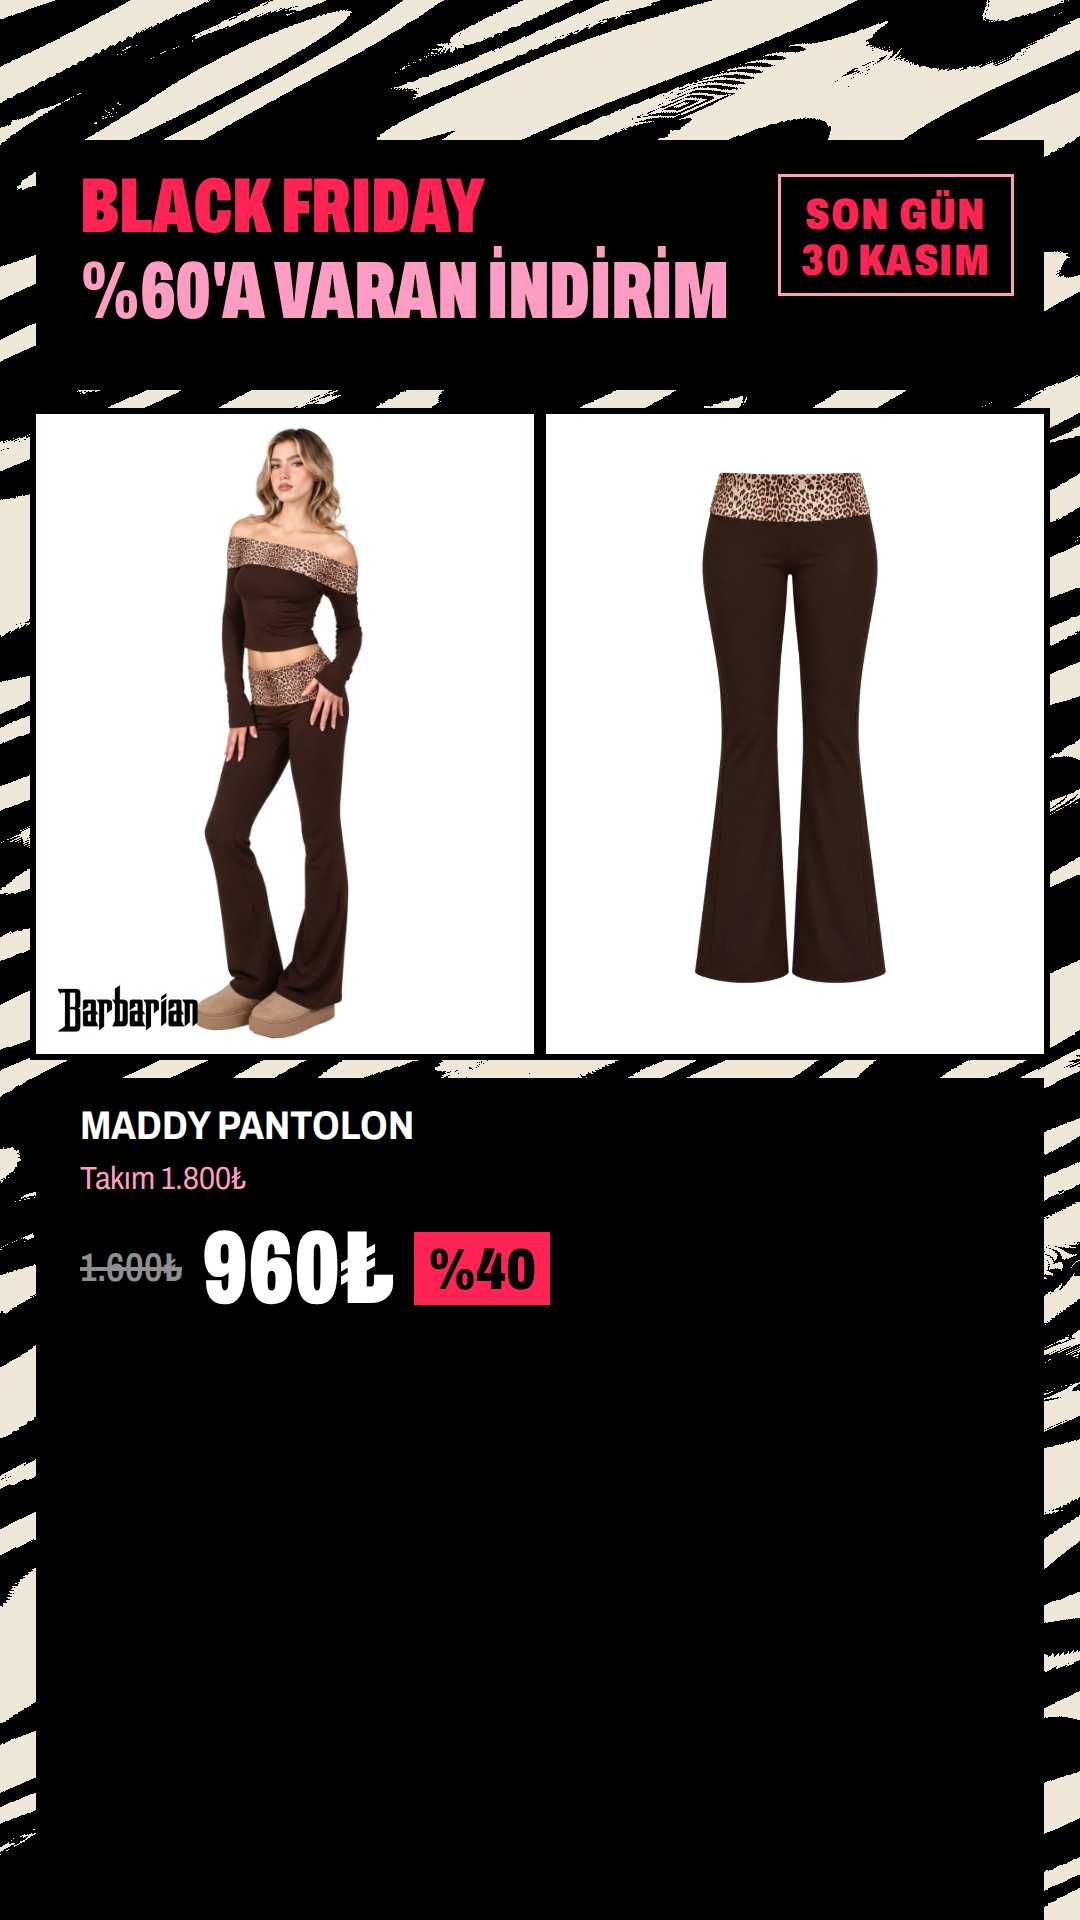 BLACK FRIDAY
%60'A VARAN İNDİRİM
SON GÜN
30 KASIM
Barbarian
MADDY PANTOLON
Takım 1.800₺
1.600₺ 960₺ %40